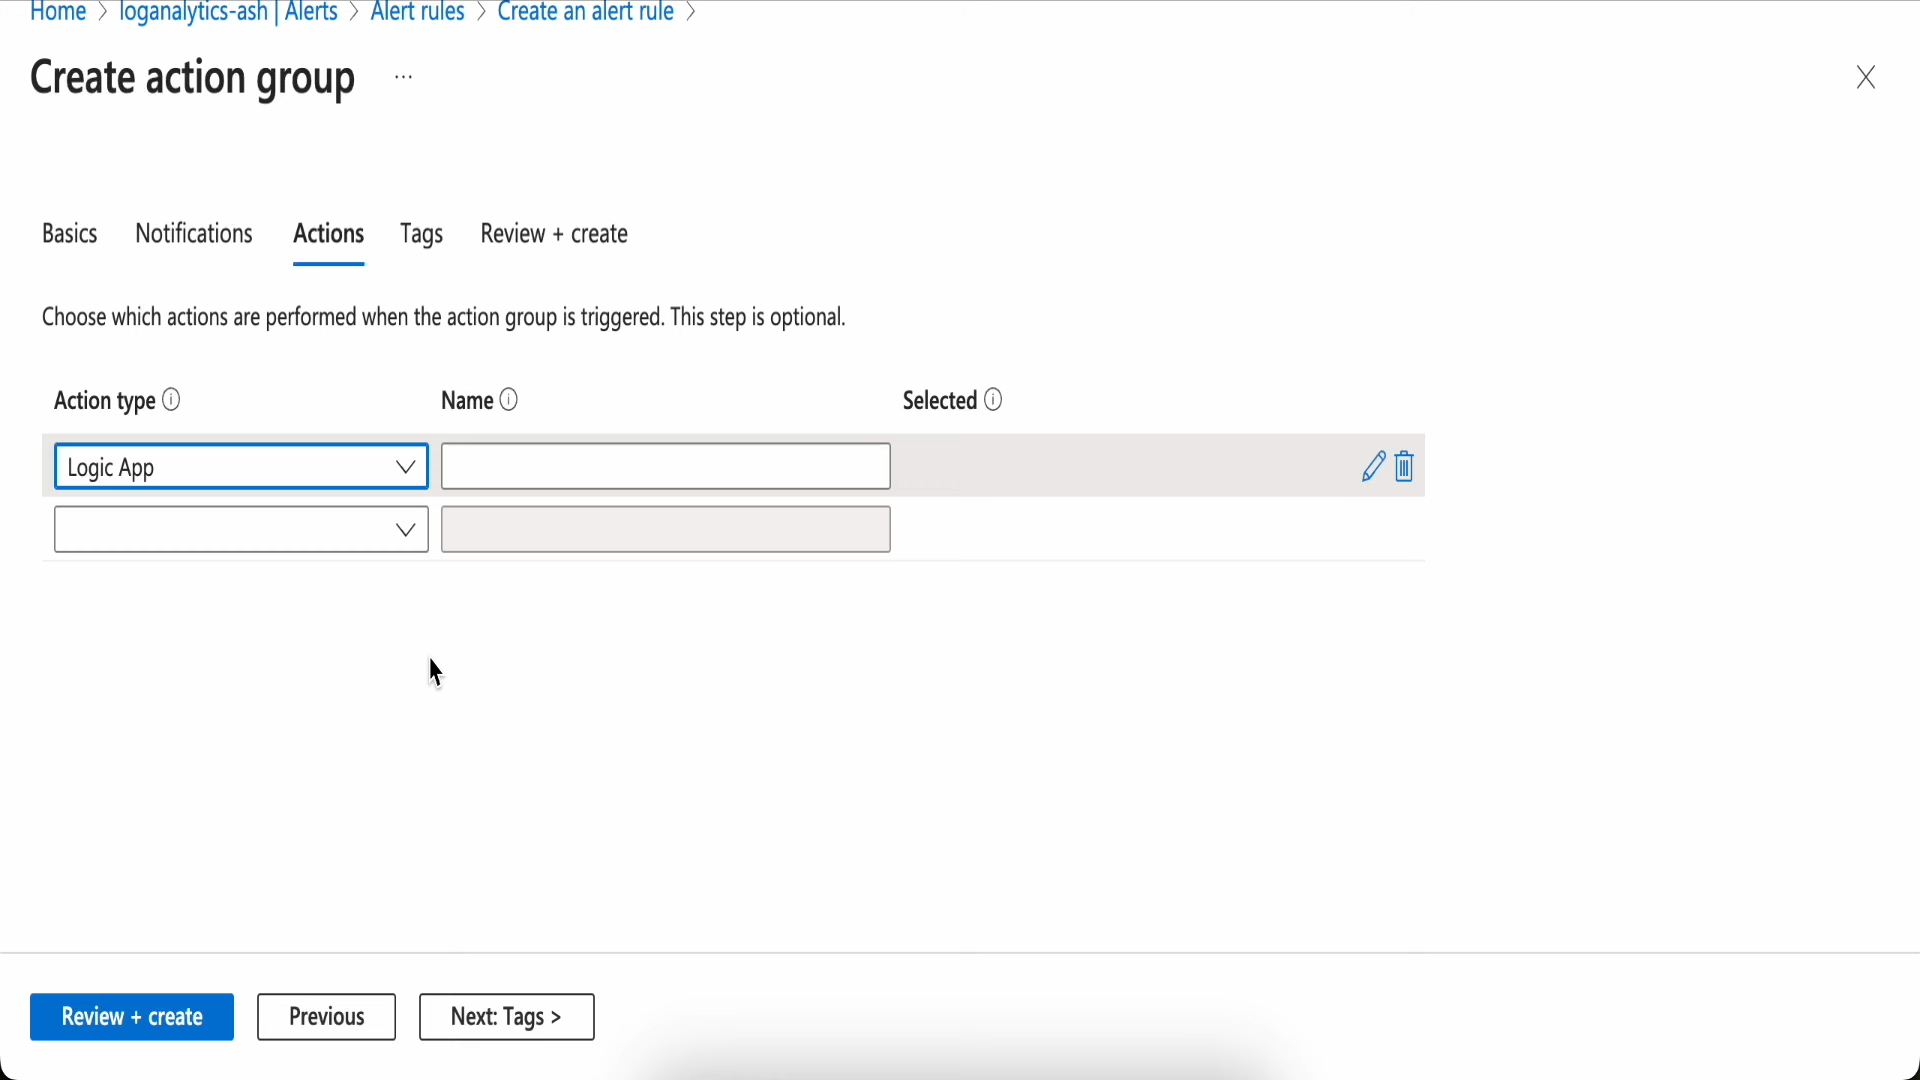 Home > loganalytics-ash | Alerts > Alert rules > Create an alert rule >
Create action group ...
Basics Notifications Actions Tags Review + create
Choose which actions are performed when the action group is triggered. This step is optional.
Action type Name Selected
Logic App
Review + create Previous Next: Tags >